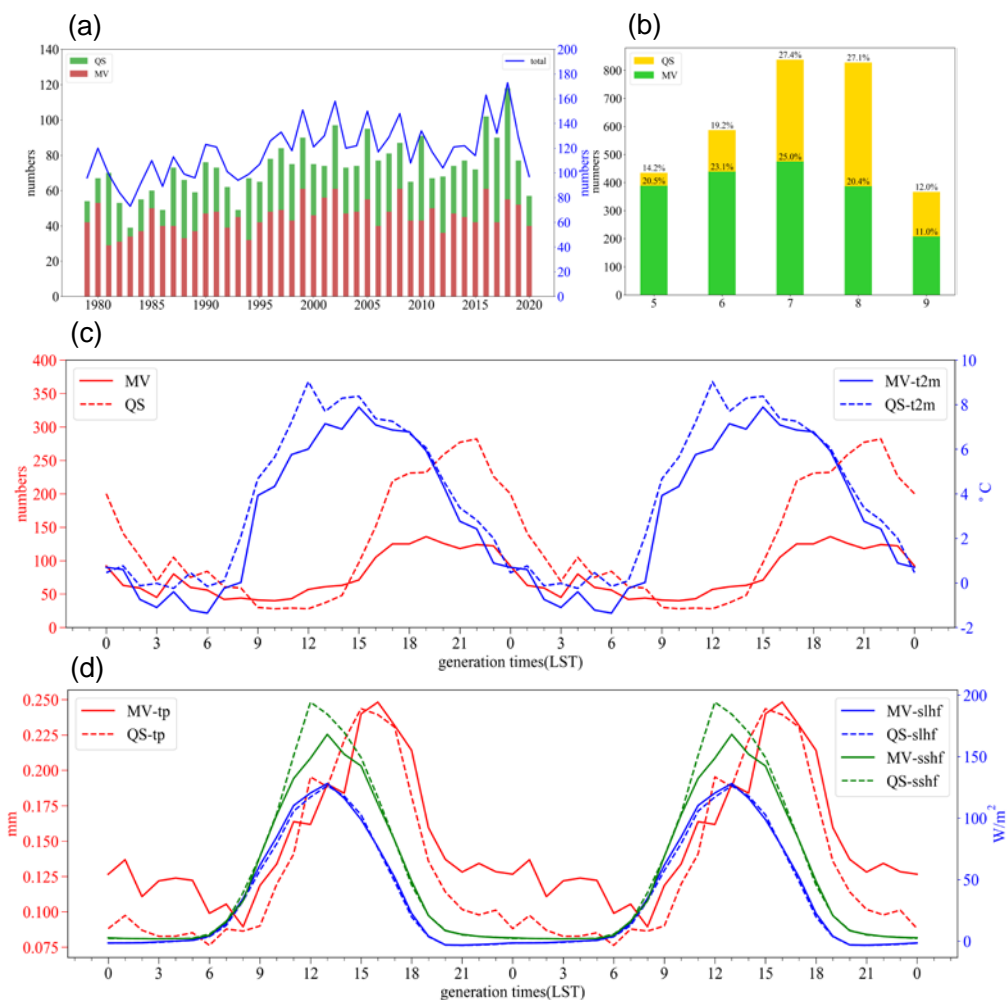 (a)
140
120
100
80
60
40
20
0
numbers
QS
MV
total
200
180
160
140
120
100
80
60
40
20
0
numbers
1980 1985 1990 1995 2000 2005 2010 2015 2020
(b)
QS
MV
800
700
600
500
400
300
200
100
0
numbers
14.2%
20.5%
19.2%
23.1%
27.4%
25.0%
27.1%
20.4%
12.0%
11.0%
5 6 7 8 9
(c)
400
350
300
250
200
150
100
50
0
numbers
MV
QS
MV-t2m
QS-t2m
10
8
6
4
2
0
-2
°C
0 3 6 9 12 15 18 21 0 3 6 9 12 15 18 21 0
generation times(LST)
(d)
0.250
0.225
0.200
0.175
0.150
0.125
0.100
0.075
mm
MV-tp
QS-tp
MV-slhf
QS-slhf
MV-sshf
QS-sshf
200
150
100
50
0
W/m²
0 3 6 9 12 15 18 21 0 3 6 9 12 15 18 21 0
generation times(LST)